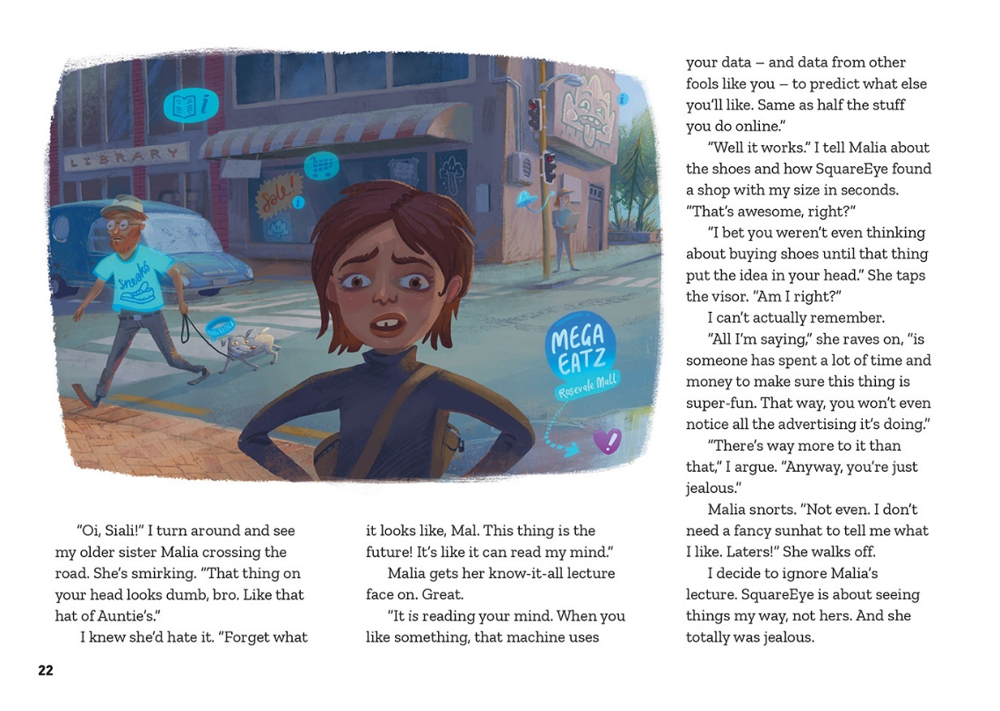 LIBRARY
i
Sale!
i
i
Sneaks
MEGA
EATZ
Rosevale Mall
!
"Oi, Siali!" I turn around and see
my older sister Malia crossing the
road. She's smirking. "That thing on
your head looks dumb, bro. Like that
hat of Auntie's."
I knew she'd hate it. "Forget what
it looks like, Mal. This thing is the
future! It's like it can read my mind."
Malia gets her know-it-all lecture
face on. Great.
"It is reading your mind. When you
like something, that machine uses
your data – and data from other
fools like you – to predict what else
you'll like. Same as half the stuff
you do online."
"Well it works." I tell Malia about
the shoes and how SquareEye found
a shop with my size in seconds.
"That's awesome, right?"
"I bet you weren't even thinking
about buying shoes until that thing
put the idea in your head." She taps
the visor. "Am I right?"
I can't actually remember.
"All I'm saying," she raves on, "is
someone has spent a lot of time and
money to make sure this thing is
super-fun. That way, you won't even
notice all the advertising it's doing."
"There's way more to it than
that," I argue. "Anyway, you're just
jealous."
Malia snorts. "Not even. I don't
need a fancy sunhat to tell me what
I like. Laters!" She walks off.
I decide to ignore Malia's
lecture. SquareEye is about seeing
things my way, not hers. And she
totally was jealous.
22